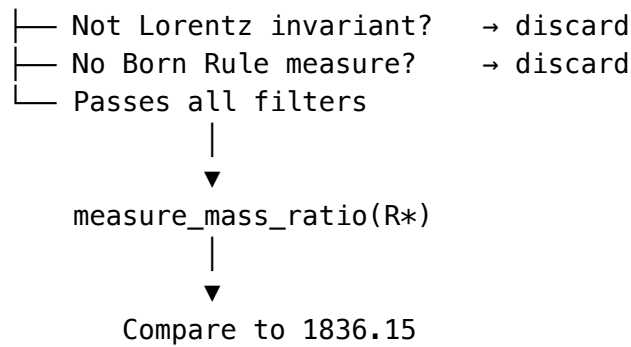 ├── Not Lorentz invariant?   → discard
├── No Born Rule measure?    → discard
└── Passes all filters
│
▼
measure_mass_ratio(R*)
│
▼
Compare to 1836.15